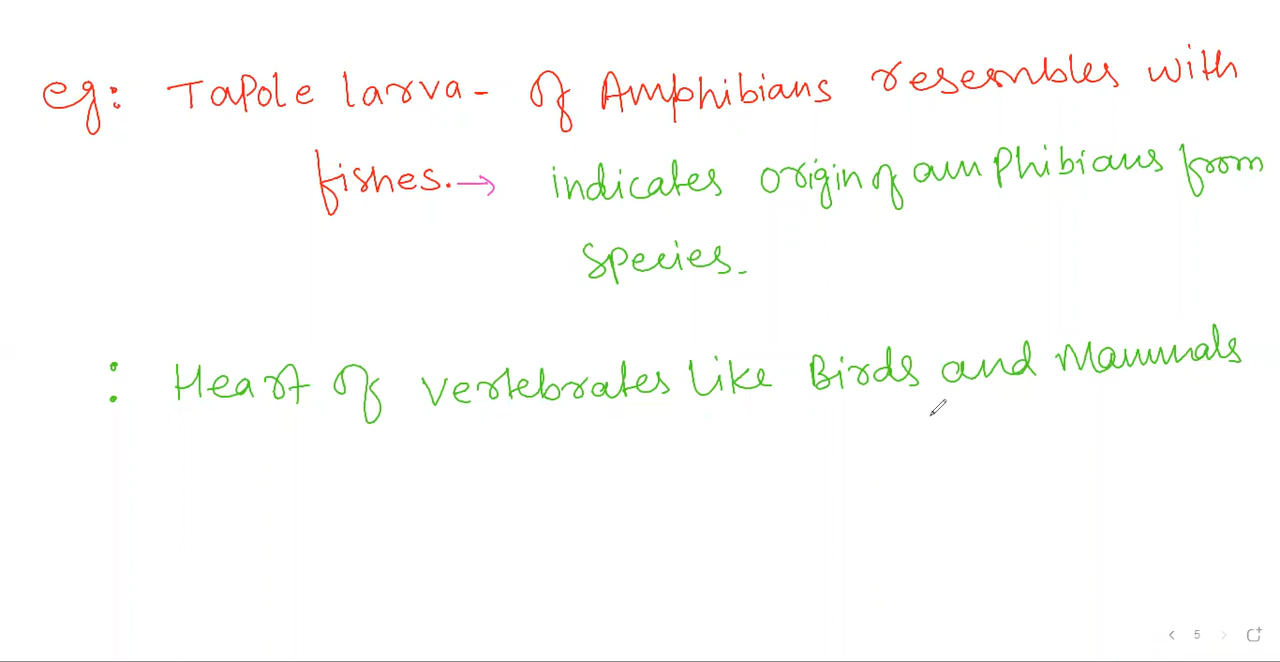 eg: Tapole larva - of Amphibians resembles with
fishes. → indicates origin of amphibians from
species.
: Heart of vertebrates like Birds and Mammals
5